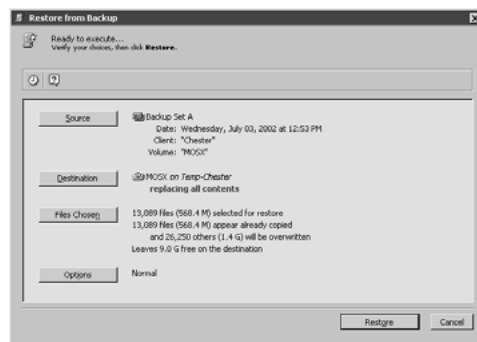 Restore from Backup
Ready to execute...
Verify your choices, then click Restore.
Source
Backup Set A
Date: Wednesday, July 03, 2002 at 12:53 PM
Client: "Chester"
Volume: "MOSX"
Destination
MOSX on Temp-Chester
replacing all contents
Files Chosen
13,089 files (568.4 M) selected for restore
13,089 files (568.4 M) appear already copied
and 26,250 others (1.4 G) will be overwritten
Leaves 9.0 G free on the destination
Options
Normal
Restore
Cancel